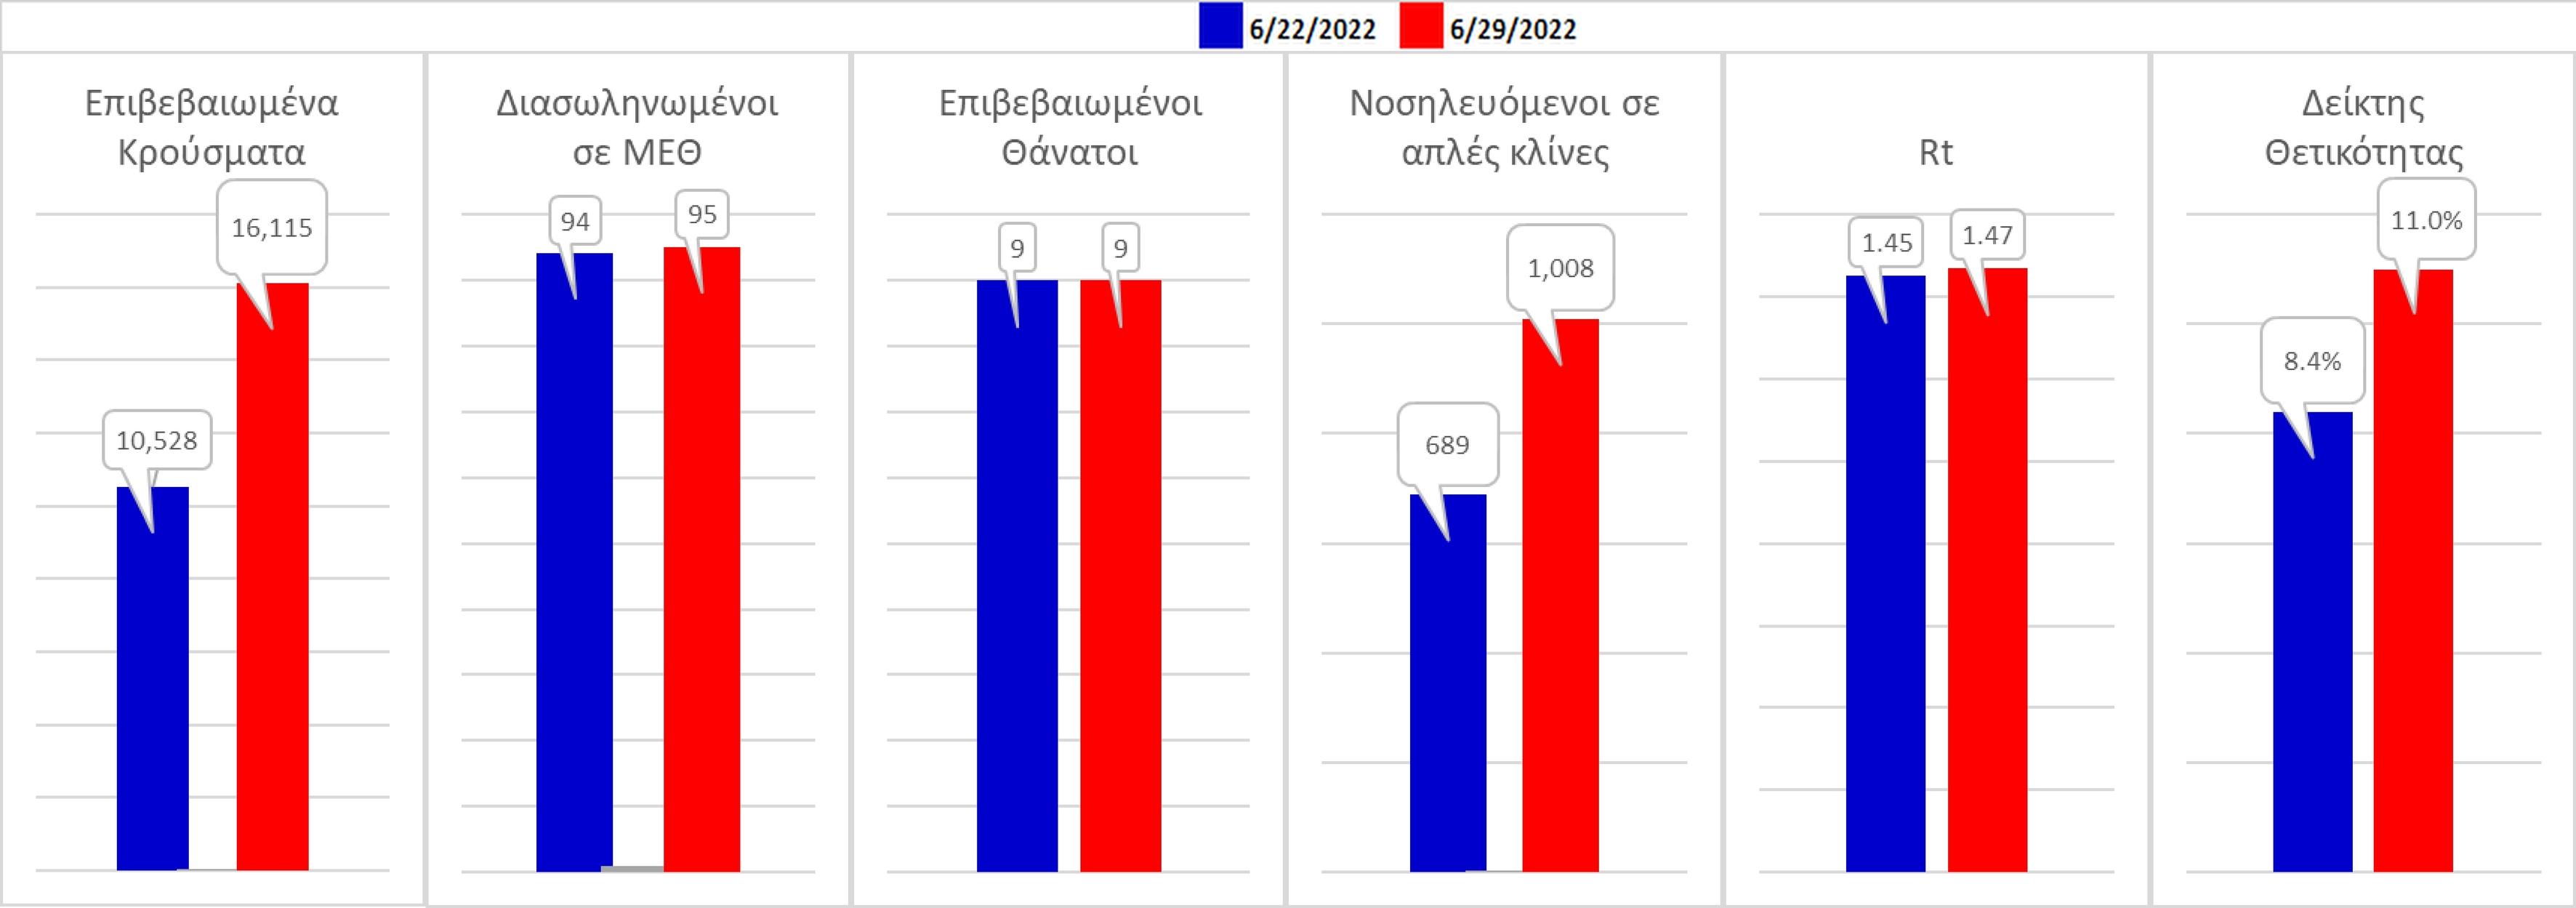 6/22/2022 6/29/2022
Επιβεβαιωμένα
Κρούσματα
16,115
10,528
Διασωληνωμένοι
σε ΜΕΘ
94
95
Επιβεβαιωμένοι
Θάνατοι
9
9
Νοσηλευόμενοι σε
απλές κλίνες
1,008
689
Rt
1.45
1.47
Δείκτης
Θετικότητας
11.0%
8.4%